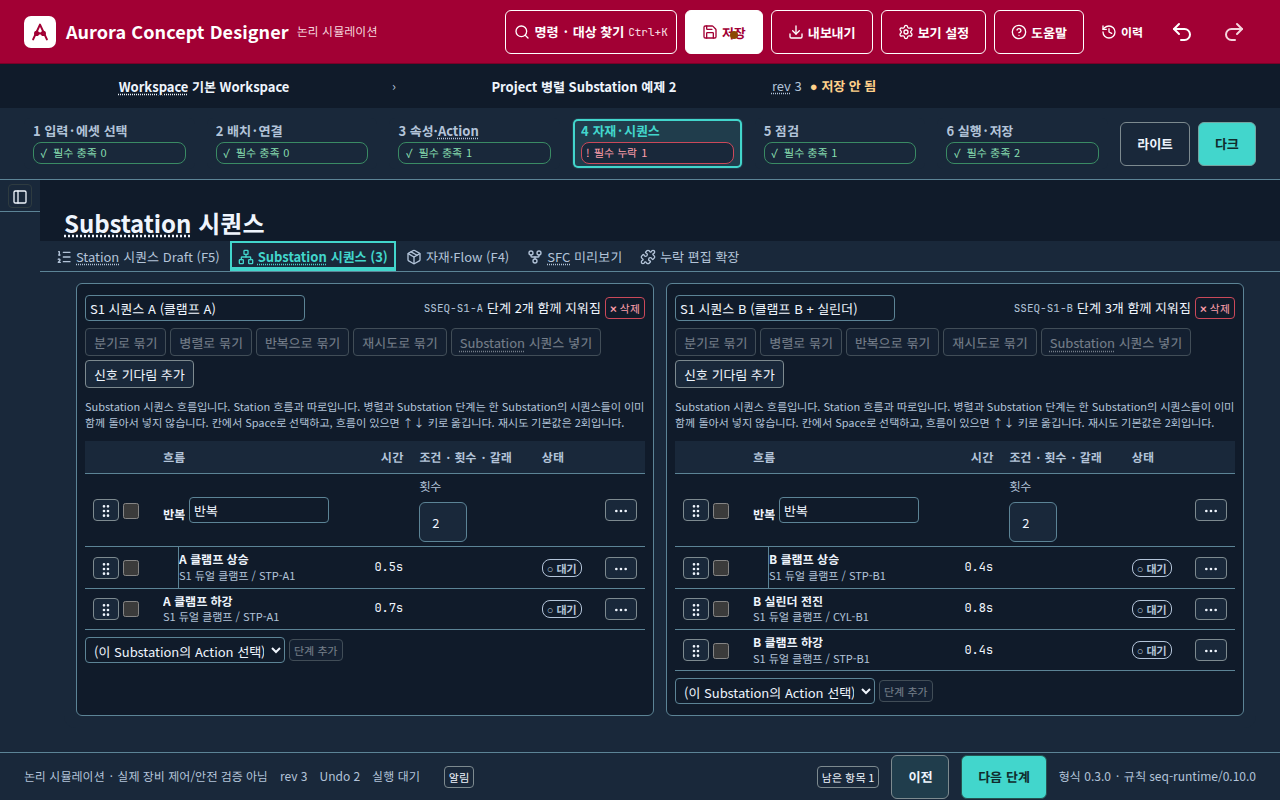 Aurora Concept Designer 논리 시뮬레이션 명령 · 대상 찾기 Ctrl+K 저장 내보내기 보기 설정 도움말 이력
Workspace 기본 Workspace › Project 병렬 Substation 예제 2 rev 3 ● 저장 안 됨
1 입력·에셋 선택 2 배치·연결 3 속성·Action 4 자재·시퀀스 5 점검 6 실행·저장 라이트 다크
✓ 필수 충족 0 ✓ 필수 충족 0 ✓ 필수 충족 1 ! 필수 누락 1 ✓ 필수 충족 1 ✓ 필수 충족 2
Substation 시퀀스
Station 시퀀스 Draft (F5) Substation 시퀀스 (3) 자재·Flow (F4) SFC 미리보기 누락 편집 확장
S1 시퀀스 A (클램프 A) SSEQ-S1-A 단계 2개 함께 지워짐 × 삭제
분기로 묶기 병렬로 묶기 반복으로 묶기 재시도로 묶기 Substation 시퀀스 넣기
신호 기다림 추가
Substation 시퀀스 흐름입니다. Station 흐름과 따로입니다. 병렬과 Substation 단계는 한 Substation의 시퀀스들이 이미
함께 돌아서 넣지 않습니다. 칸에서 Space로 선택하고, 흐름이 있으면 ↑↓ 키로 옮깁니다. 재시도 기본값은 2회입니다.
흐름 시간 조건 · 횟수 · 갈래 상태
횟수
반복 반복 2
A 클램프 상승 0.5s ○ 대기
S1 듀얼 클램프 / STP-A1
A 클램프 하강 0.7s ○ 대기
S1 듀얼 클램프 / STP-A1
(이 Substation의 Action 선택) 단계 추가
S1 시퀀스 B (클램프 B + 실린더) SSEQ-S1-B 단계 3개 함께 지워짐 × 삭제
분기로 묶기 병렬로 묶기 반복으로 묶기 재시도로 묶기 Substation 시퀀스 넣기
신호 기다림 추가
Substation 시퀀스 흐름입니다. Station 흐름과 따로입니다. 병렬과 Substation 단계는 한 Substation의 시퀀스들이 이미
함께 돌아서 넣지 않습니다. 칸에서 Space로 선택하고, 흐름이 있으면 ↑↓ 키로 옮깁니다. 재시도 기본값은 2회입니다.
흐름 시간 조건 · 횟수 · 갈래 상태
횟수
반복 반복 2
B 클램프 상승 0.4s ○ 대기
S1 듀얼 클램프 / STP-B1
B 실린더 전진 0.8s ○ 대기
S1 듀얼 클램프 / CYL-B1
B 클램프 하강 0.4s ○ 대기
S1 듀얼 클램프 / STP-B1
(이 Substation의 Action 선택) 단계 추가
논리 시뮬레이션 · 실제 장비 제어/안전 검증 아님 rev 3 Undo 2 실행 대기 알림 남은 항목 1 이전 다음 단계 형식 0.3.0 · 규칙 seq-runtime/0.10.0